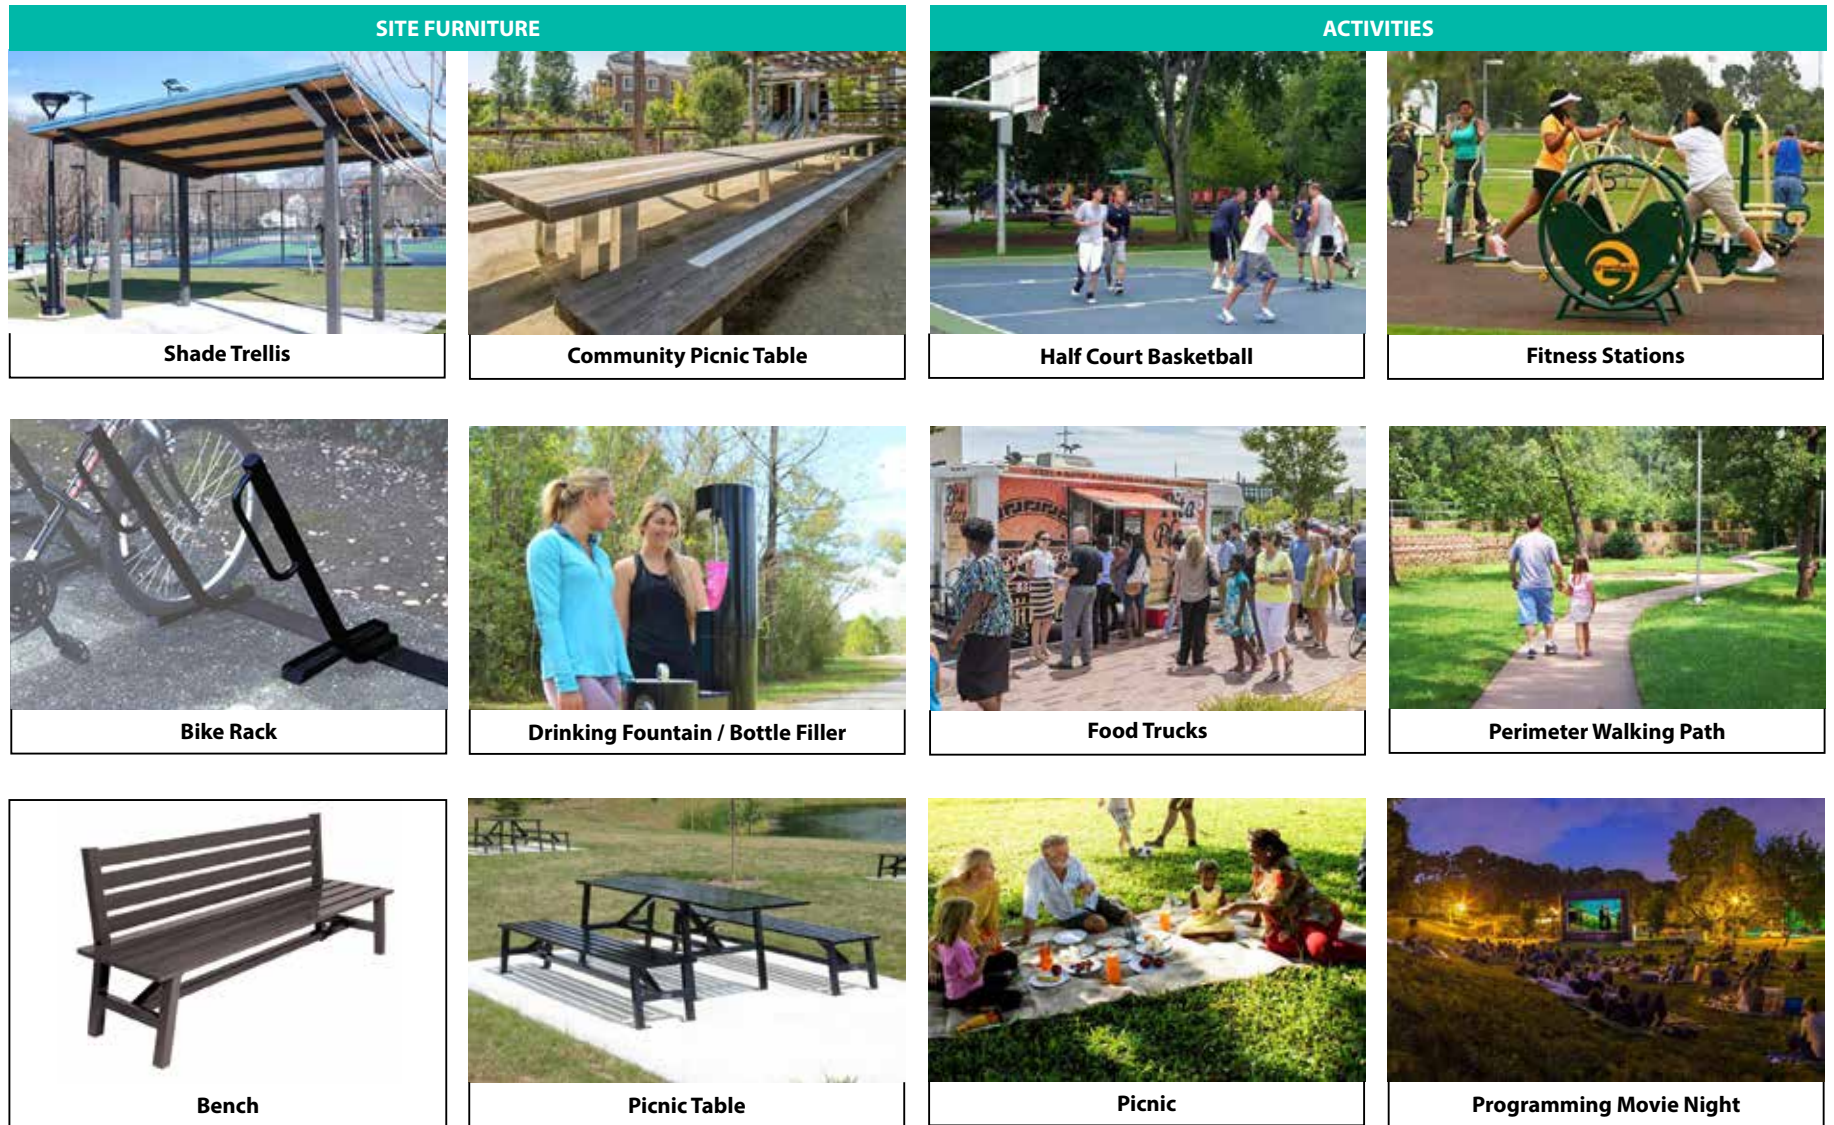 SITE FURNITURE
ACTIVITIES
Shade Trellis
Community Picnic Table
Half Court Basketball
Fitness Stations
Bike Rack
Drinking Fountain / Bottle Filler
Food Trucks
Perimeter Walking Path
Bench
Picnic Table
Picnic
Programming Movie Night